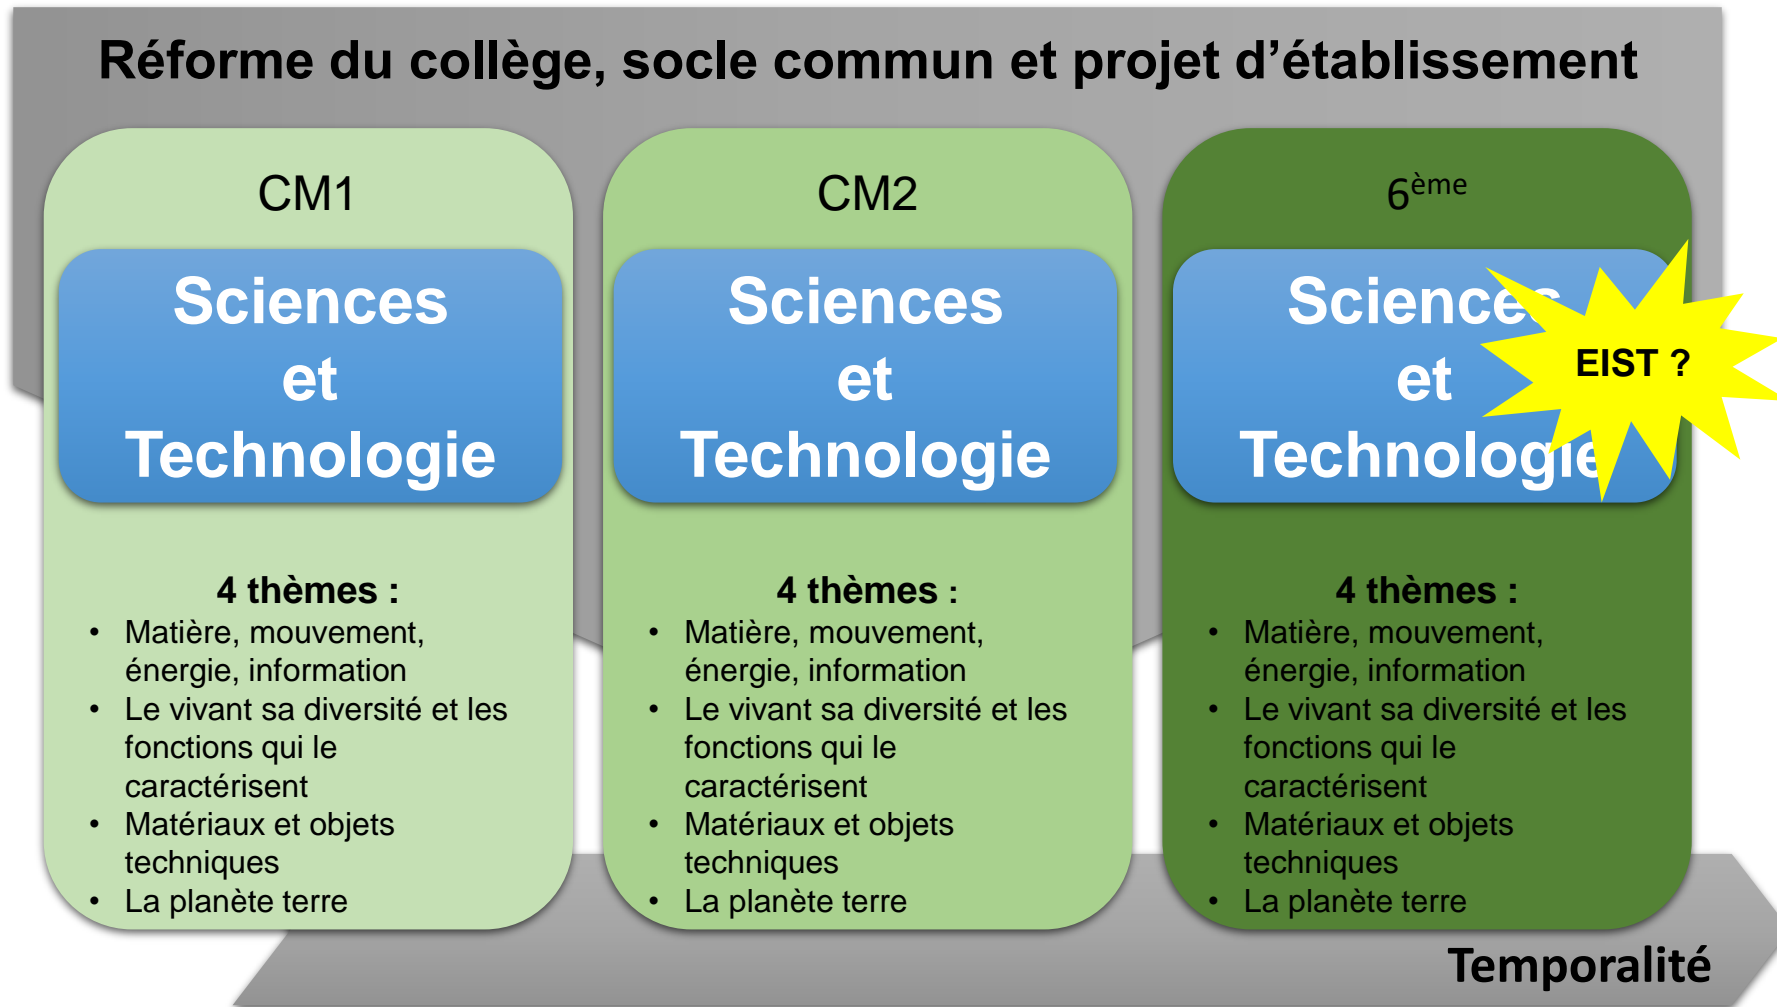 Réforme du collège, socle commun et projet d’établissement
CM1
Sciences
et
Technologie
4 thèmes :
• Matière, mouvement,
énergie, information
• Le vivant sa diversité et les
fonctions qui le
caractérisent
• Matériaux et objets
techniques
• La planète terre
CM2
Sciences
et
Technologie
4 thèmes :
• Matière, mouvement,
énergie, information
• Le vivant sa diversité et les
fonctions qui le
caractérisent
• Matériaux et objets
techniques
• La planète terre
6ème
Sciences
et
Technologie
EIST ?
4 thèmes :
• Matière, mouvement,
énergie, information
• Le vivant sa diversité et les
fonctions qui le
caractérisent
• Matériaux et objets
techniques
• La planète terre
Temporalité